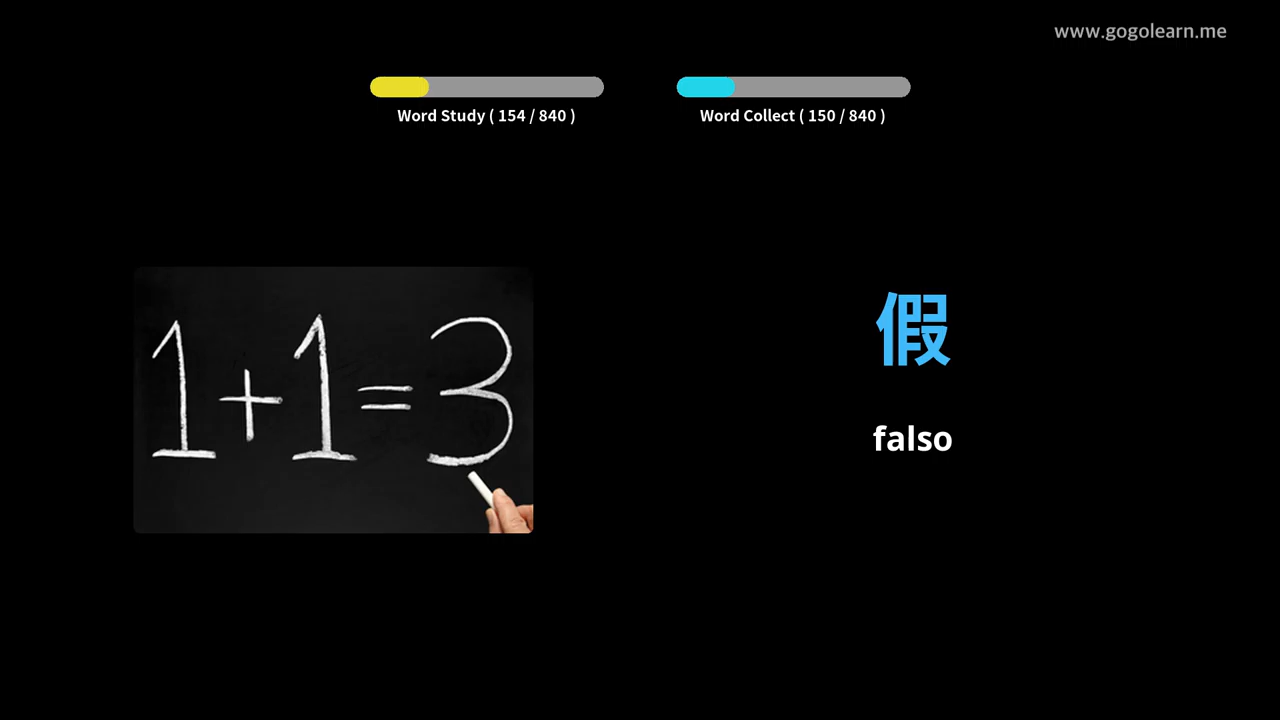 www.gogolearn.me
Word Study ( 154 / 840 )
Word Collect ( 150 / 840 )
1+1=3
假
falso